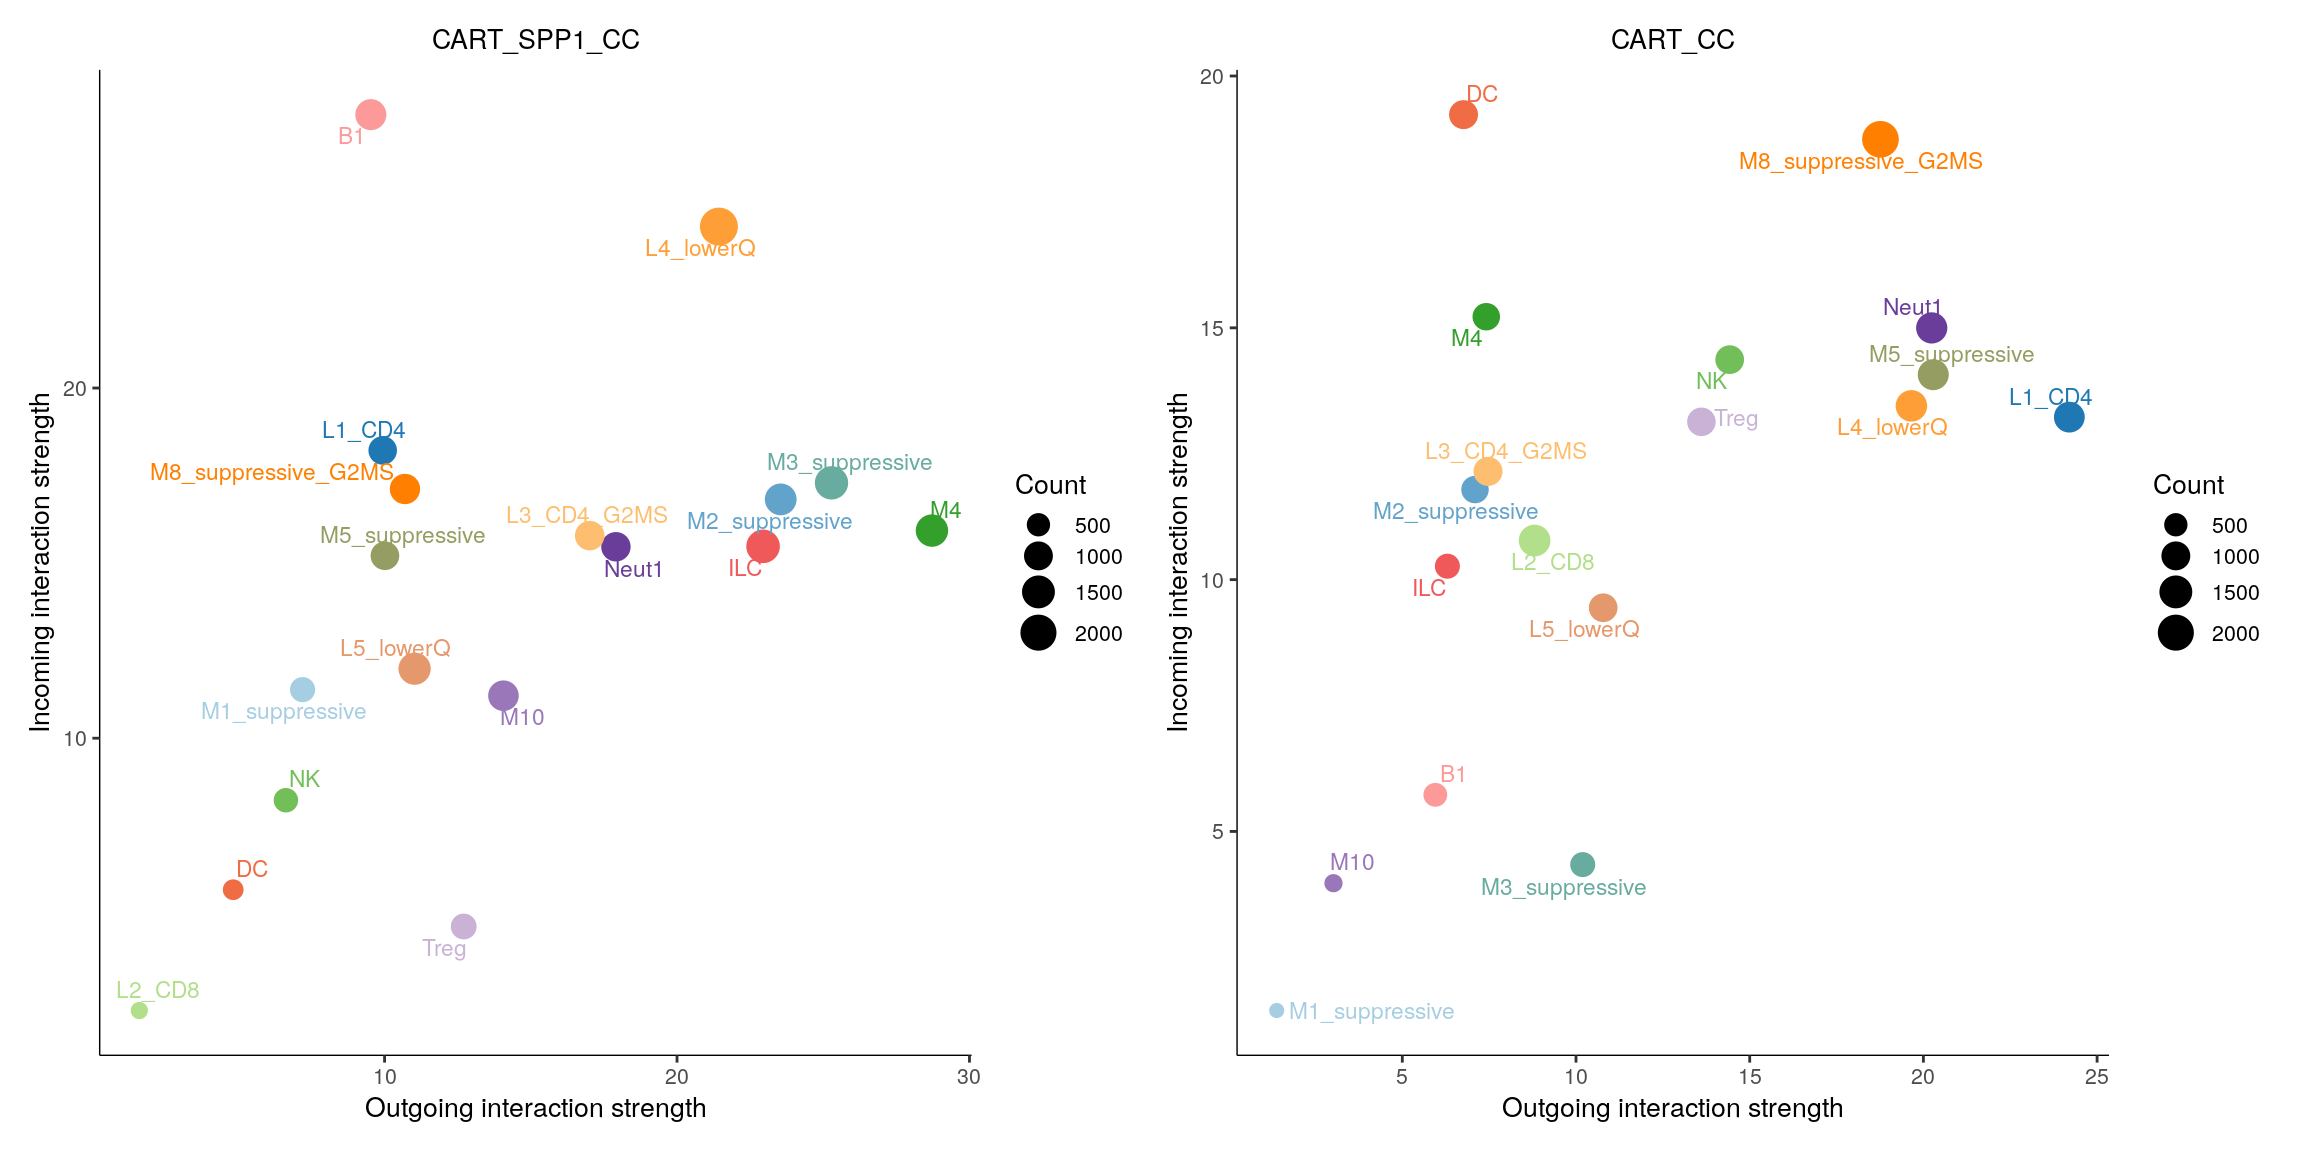 CART_SPP1_CC
Incoming interaction strength
20
10
B1
L4_lowerQ
L1_CD4
M8_suppressive_G2MS
M3_suppressive
M5_suppressive
L3_CD4_G2MS
M2_suppressive
M4
Neut1
ILC
L5_lowerQ
M1_suppressive
M10
NK
DC
Treg
L2_CD8
10
20
30
Outgoing interaction strength
Count
500
1000
1500
2000
CART_CC
Incoming interaction strength
20
15
10
5
DC
M8_suppressive_G2MS
Neut1
M4
M5_suppressive
NK
L1_CD4
Treg
L4_lowerQ
L3_CD4_G2MS
M2_suppressive
L2_CD8
ILC
L5_lowerQ
B1
M10
M3_suppressive
M1_suppressive
5
10
15
20
25
Outgoing interaction strength
Count
500
1000
1500
2000